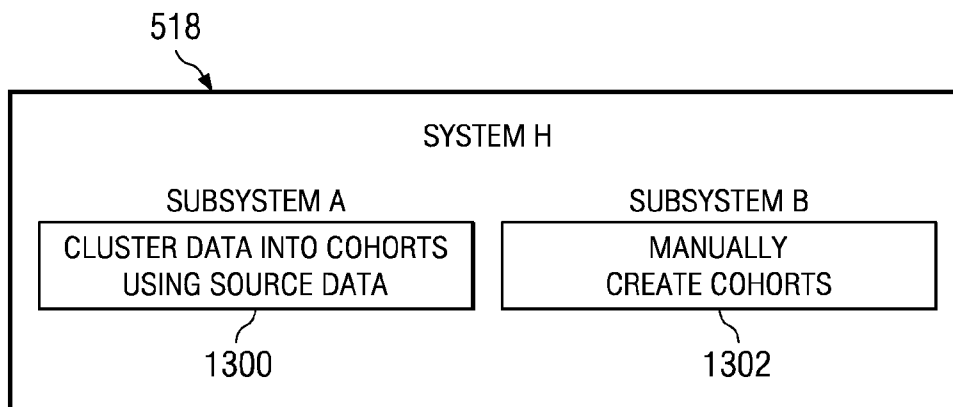 518
SYSTEM H
SUBSYSTEM A
SUBSYSTEM B
CLUSTER DATA INTO COHORTS
USING SOURCE DATA
MANUALLY
CREATE COHORTS
1300
1302